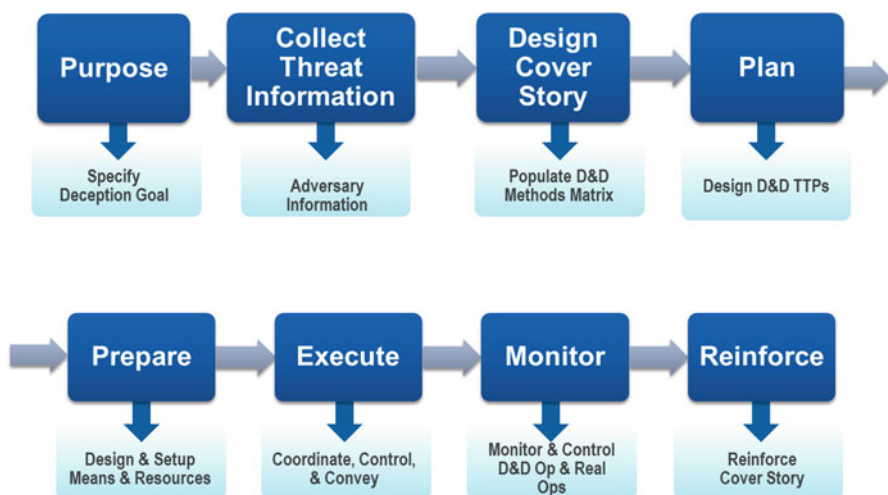 Purpose
Collect
Threat
Information
Design
Cover
Story
Plan
Specify
Deception Goal
Adversary
Information
Populate D&D
Methods Matrix
Design D&D TTPs
Prepare
Execute
Monitor
Reinforce
Design & Setup
Means & Resources
Coordinate, Control,
& Convey
Monitor & Control
D&D Op & Real
Ops
Reinforce
Cover Story